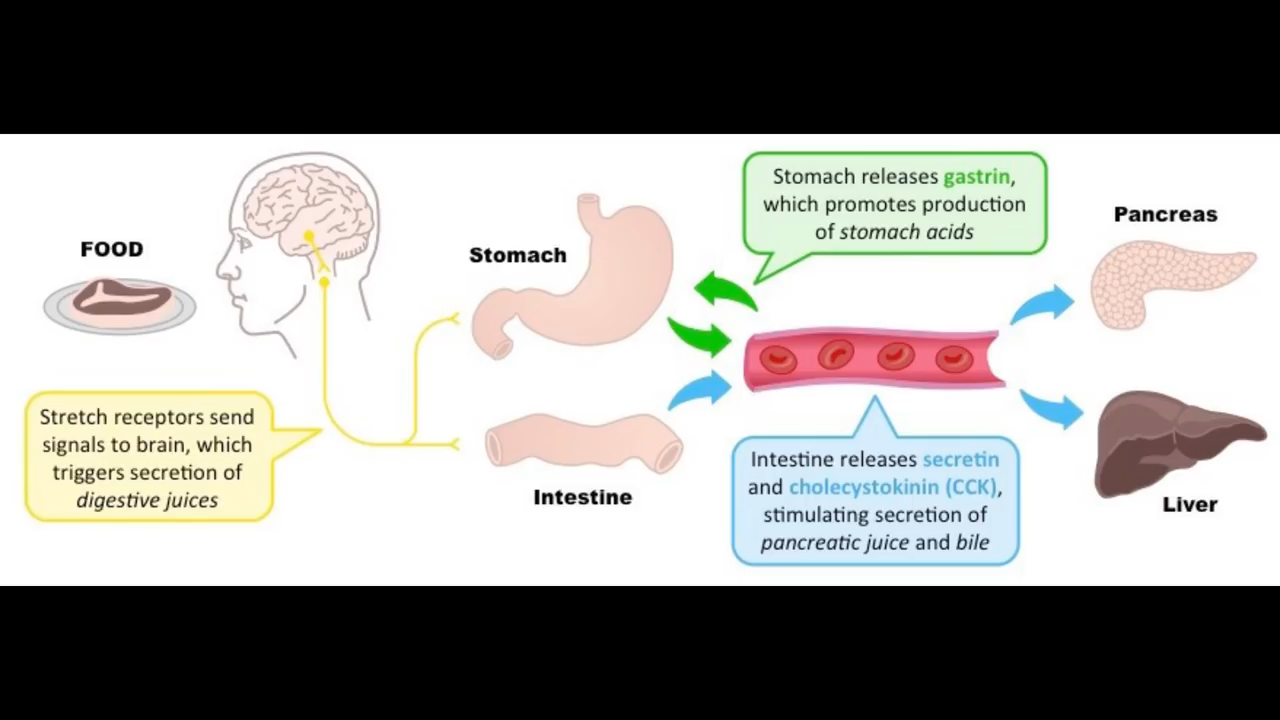 FOOD
Stretch receptors send
signals to brain, which
triggers secretion of
digestive juices
Stomach
Intestine
Stomach releases gastrin,
which promotes production
of stomach acids
Intestine releases secretin
and cholecystokinin (CCK),
stimulating secretion of
pancreatic juice and bile
Pancreas
Liver